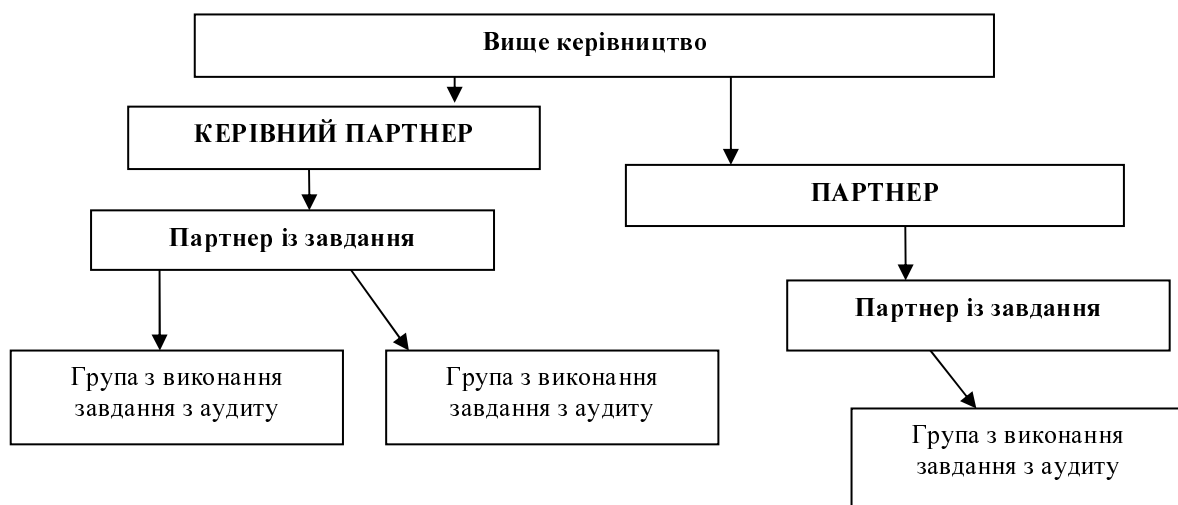 Вище керівництво
КЕРІВНИЙ ПАРТНЕР
ПАРТНЕР
Партнер із завдання
Партнер із завдання
Група з виконання
завдання з аудиту
Група з виконання
завдання з аудиту
Група з виконання
завдання з аудиту